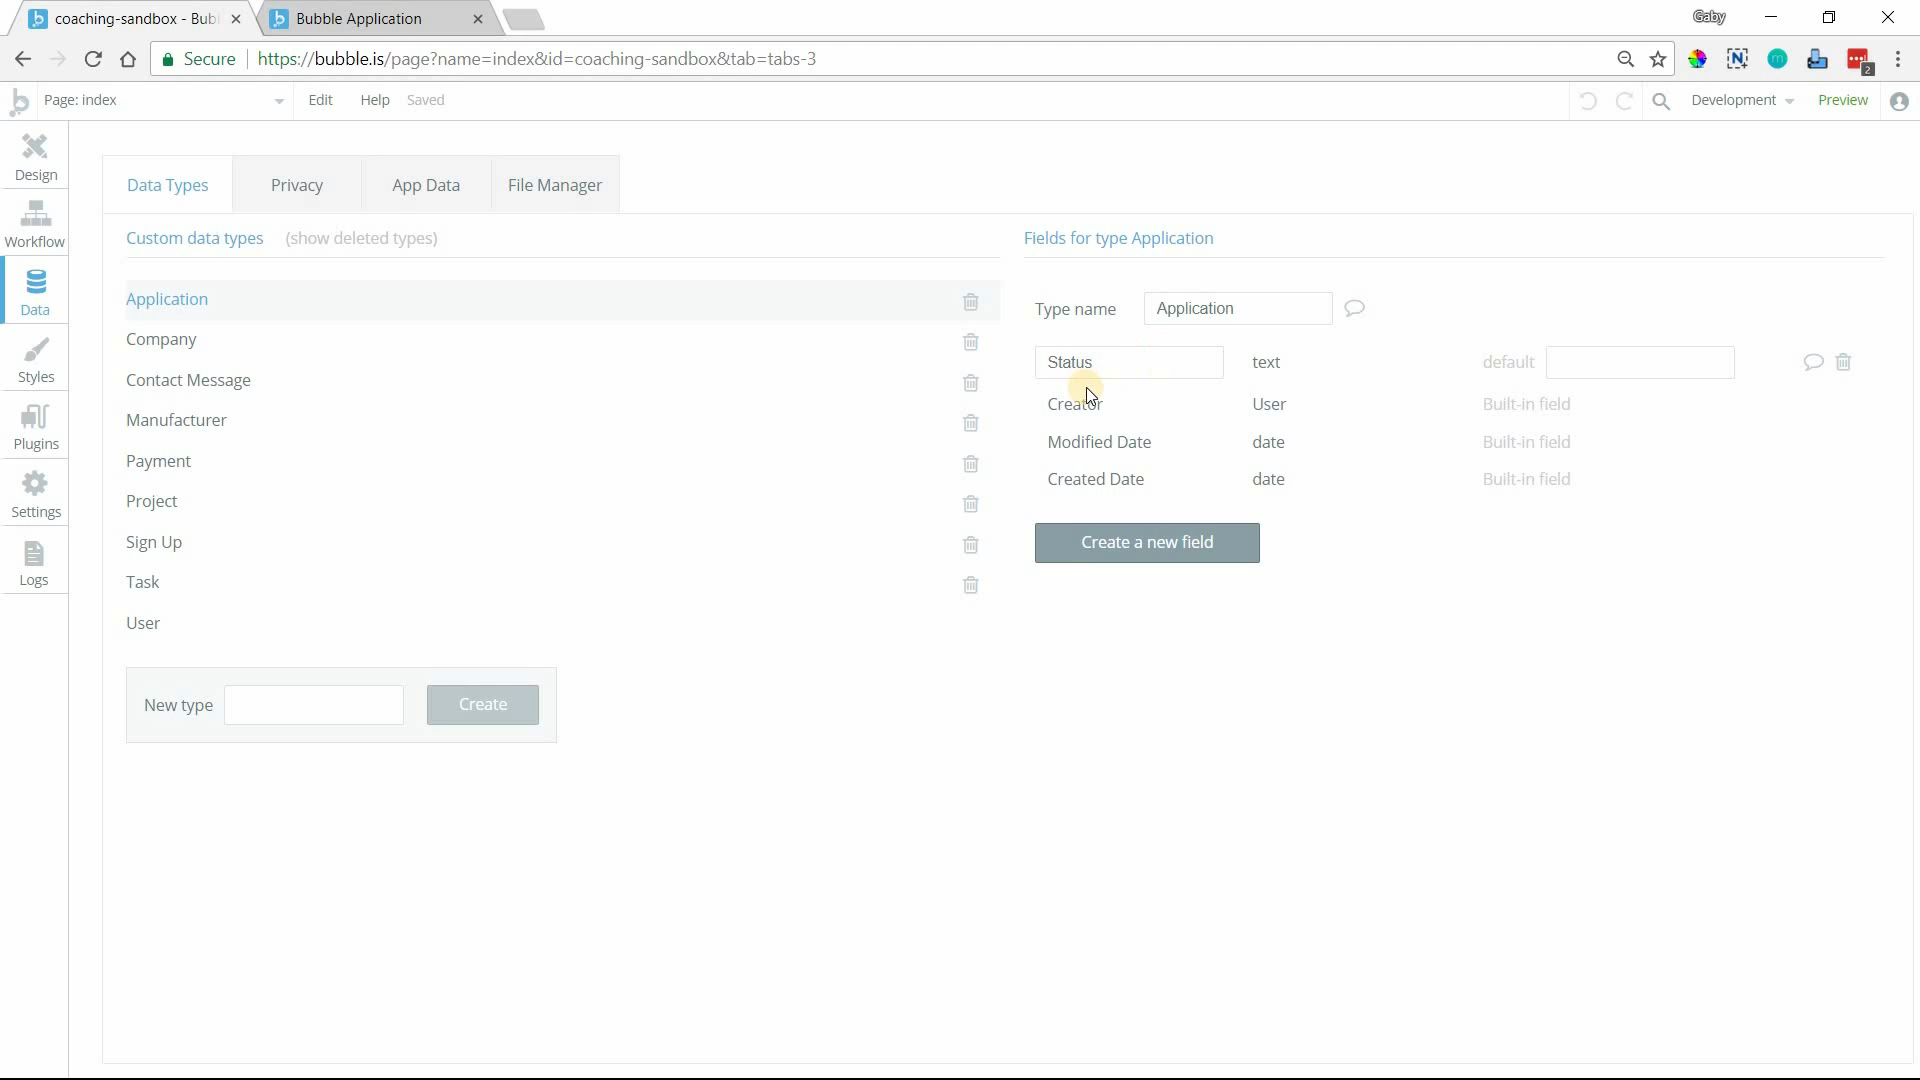 coaching-sandbox - Bub
Bubble Application
Gaby
Secure
https://bubble.is/page?name=index&id=coaching-sandbox&tab=tabs-3
2
Page: index
Edit
Help
Saved
Development
Preview
Design
Workflow
Data
Styles
Plugins
Settings
Logs
Data Types
Privacy
App Data
File Manager
Custom data types (show deleted types)
Application
Company
Contact Message
Manufacturer
Payment
Project
Sign Up
Task
User
New type
Create
Fields for type Application
Type name Application
Status text default
Creator User Built-in field
Modified Date date Built-in field
Created Date date Built-in field
Create a new field